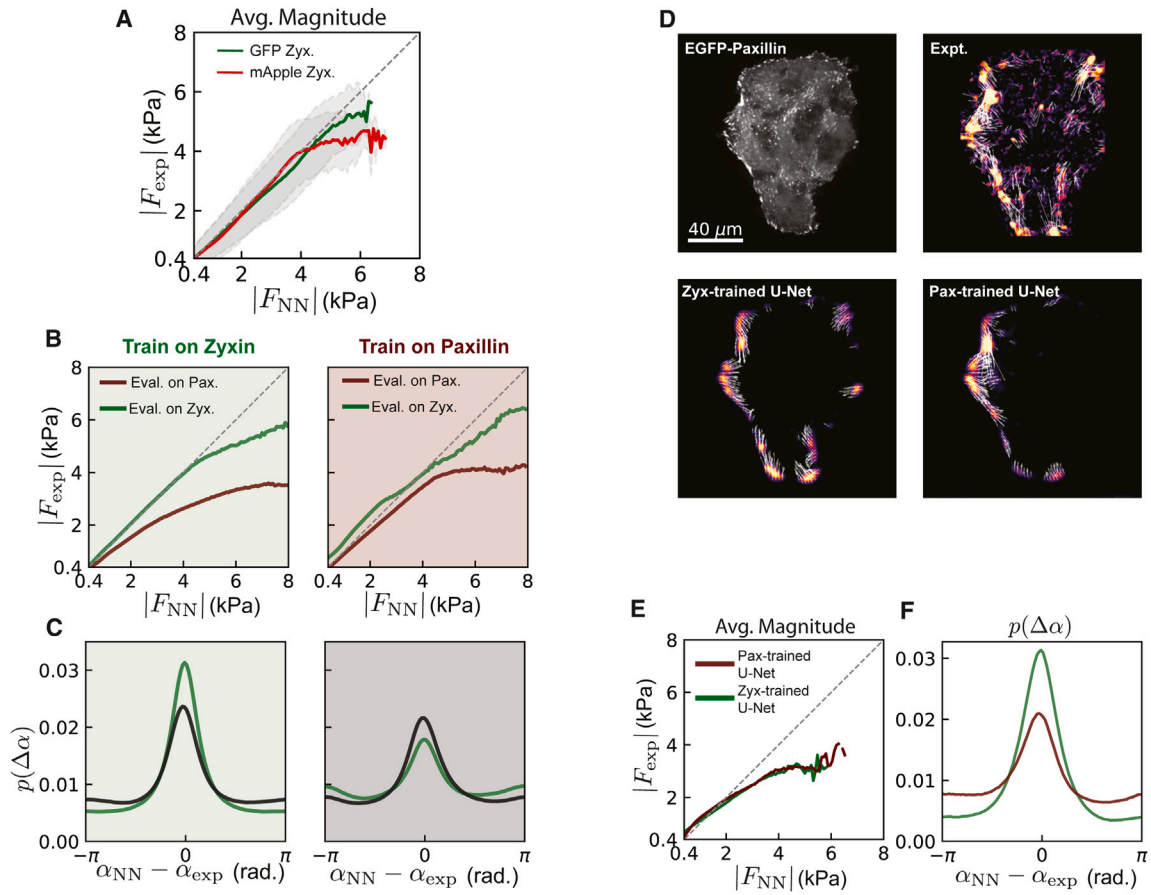 A
Avg. Magnitude
8
6
4
2
0.4
|F_exp| (kPa)
GFP Zyx.
mApple Zyx.
0.4 2 4 6 8
|F_NN| (kPa)
B
Train on Zyxin
Train on Paxillin
8
6
4
2
0.4
|F_exp| (kPa)
Eval. on Pax.
Eval. on Zyx.
0.4 2 4 6 8
|F_NN| (kPa)
Eval. on Pax.
Eval. on Zyx.
0.4 2 4 6 8
|F_NN| (kPa)
C
0.03
0.02
0.01
0.00
p(Δα)
−π 0 π
α_NN − α_exp (rad.)
−π 0 π
α_NN − α_exp (rad.)
D
EGFP-Paxillin
40 μm
Expt.
Zyx-trained U-Net
Pax-trained U-Net
E
Avg. Magnitude
8
6
4
2
0.4
|F_exp| (kPa)
Pax-trained
U-Net
Zyx-trained
U-Net
0.4 2 4 6 8
|F_NN| (kPa)
F
p(Δα)
0.03
0.02
0.01
0.00
−π 0 π
α_NN − α_exp (rad.)